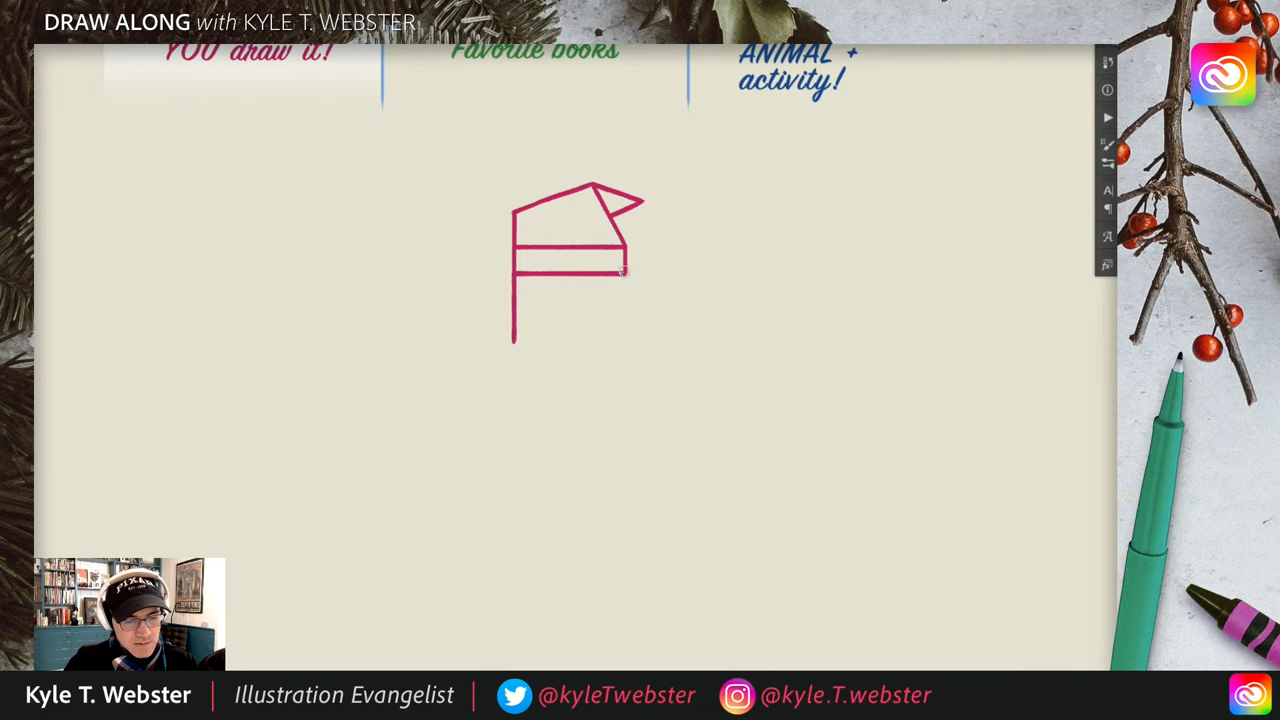 DRAW ALONG with KYLE T. WEBSTER
YOU draw it!
Favorite books
ANIMAL +
activity!
PIXAR
Kyle T. Webster | Illustration Evangelist | @kyleTwebster @kyle.T.webster